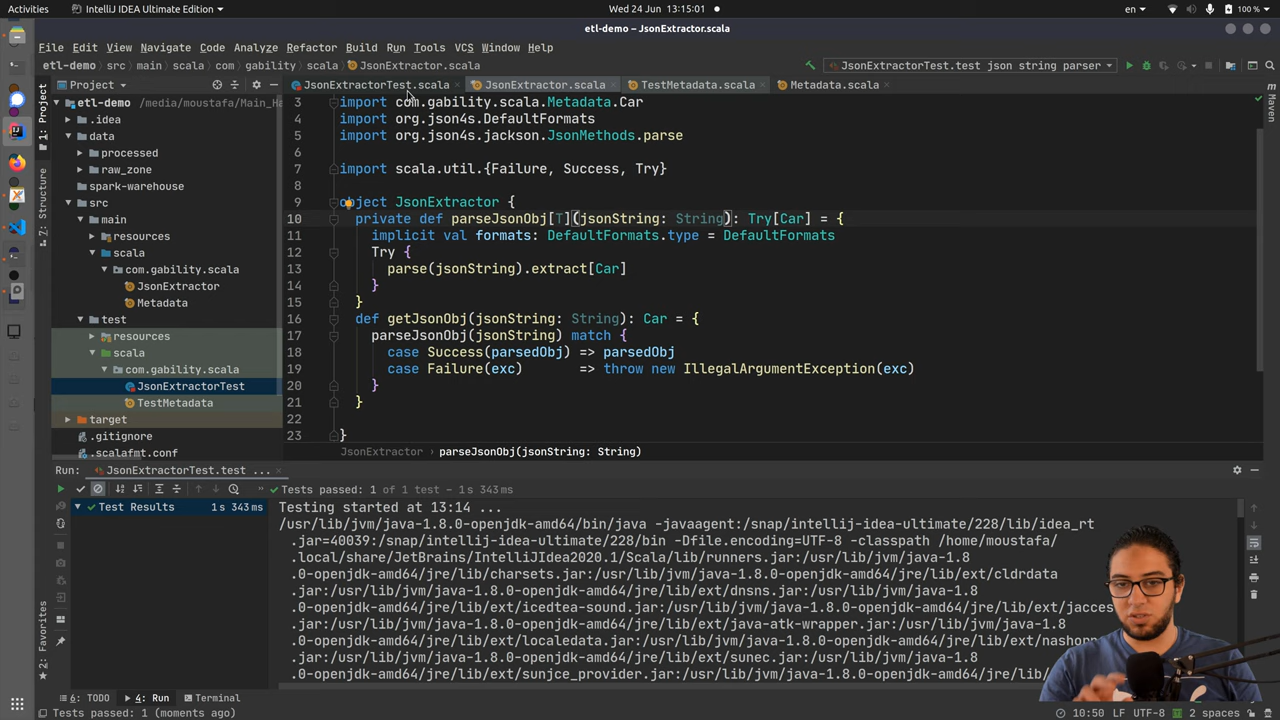 Activities
IntelliJ IDEA Ultimate Edition
Wed 24 Jun 13:15:01
en
100 %
etl-demo – JsonExtractor.scala
File Edit View Navigate Code Analyze Refactor Build Run Tools VCS Window Help
etl-demo › src › main › scala › com › gability › scala › JsonExtractor.scala
JsonExtractorTest.test json string parser
Project
JsonExtractorTest.scala
JsonExtractor.scala
TestMetadata.scala
Metadata.scala
1: Project
7: Structure
2: Favorites
Maven
etl-demo /media/moustafa/Main_Ha
.idea
data
processed
raw_zone
spark-warehouse
src
main
resources
scala
com.gability.scala
JsonExtractor
Metadata
test
resources
scala
com.gability.scala
JsonExtractorTest
TestMetadata
target
.gitignore
.scalafmt.conf
3 import com.gability.scala.Metadata.Car
4 import org.json4s.DefaultFormats
5 import org.json4s.jackson.JsonMethods.parse
6
7 import scala.util.{Failure, Success, Try}
8
9 object JsonExtractor {
10 private def parseJsonObj[T](jsonString: String): Try[Car] = {
11 implicit val formats: DefaultFormats.type = DefaultFormats
12 Try {
13 parse(jsonString).extract[Car]
14 }
15 }
16 def getJsonObj(jsonString: String): Car = {
17 parseJsonObj(jsonString) match {
18 case Success(parsedObj) => parsedObj
19 case Failure(exc) => throw new IllegalArgumentException(exc)
20 }
21 }
22
23 }
JsonExtractor › parseJsonObj(jsonString: String)
Run: JsonExtractorTest.test ...
Tests passed: 1 of 1 test – 1 s 343 ms
Test Results 1 s 343 ms
Testing started at 13:14 ...
/usr/lib/jvm/java-1.8.0-openjdk-amd64/bin/java -javaagent:/snap/intellij-idea-ultimate/228/lib/idea_rt
.jar=40039:/snap/intellij-idea-ultimate/228/bin -Dfile.encoding=UTF-8 -classpath /home/moustafa/
.local/share/JetBrains/IntelliJIdea2020.1/Scala/lib/runners.jar:/usr/lib/jvm/java-1.8
.0-openjdk-amd64/jre/lib/charsets.jar:/usr/lib/jvm/java-1.8.0-openjdk-amd64/jre/lib/ext/cldrdata
.jar:/usr/lib/jvm/java-1.8.0-openjdk-amd64/jre/lib/ext/dnsns.jar:/usr/lib/jvm/java-1.8
.0-openjdk-amd64/jre/lib/ext/icedtea-sound.jar:/usr/lib/jvm/java-1.8.0-openjdk-amd64/jre/lib/ext/jacces
.jar:/usr/lib/jvm/java-1.8.0-openjdk-amd64/jre/lib/ext/java-atk-wrapper.jar:/usr/lib/jvm/java-1.8
.0-openjdk-amd64/jre/lib/ext/localedata.jar:/usr/lib/jvm/java-1.8.0-openjdk-amd64/jre/lib/ext/nashor
.jar:/usr/lib/jvm/java-1.8.0-openjdk-amd64/jre/lib/ext/sunec.jar:/usr/lib/jvm/java-1.8
.0-openjdk-amd64/jre/lib/ext/sunjce_provider.jar:/usr/lib/jvm/java-1.8.0-openjdk-amd64
6: TODO
4: Run
Terminal
Tests passed: 1 (moments ago)
10:50 LF UTF-8 2 spaces